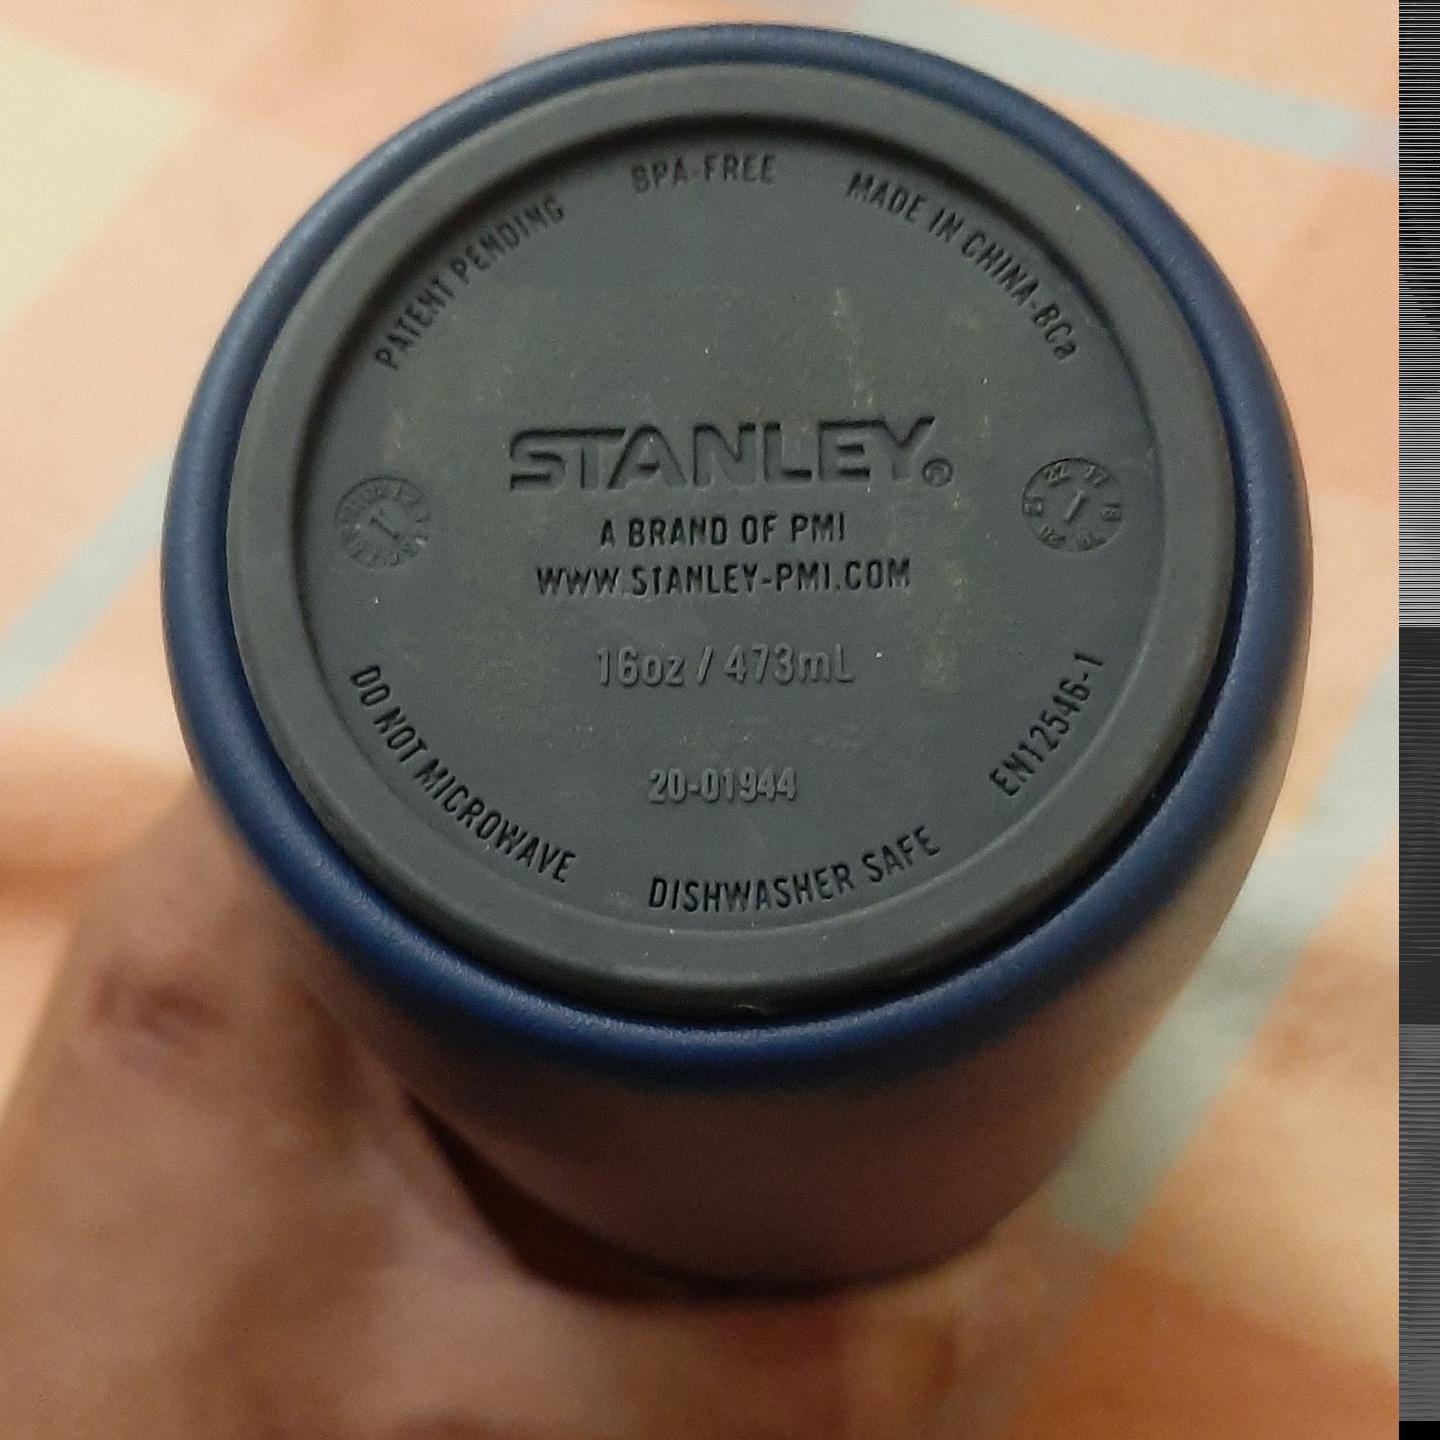 PATENT PENDING
BPA-FREE
MADE IN CHINA-BCa
STANLEY®
A BRAND OF PMI
WWW.STANLEY-PMI.COM
16oz / 473mL
20-01944
DO NOT MICROWAVE
DISHWASHER SAFE
EN12546-1